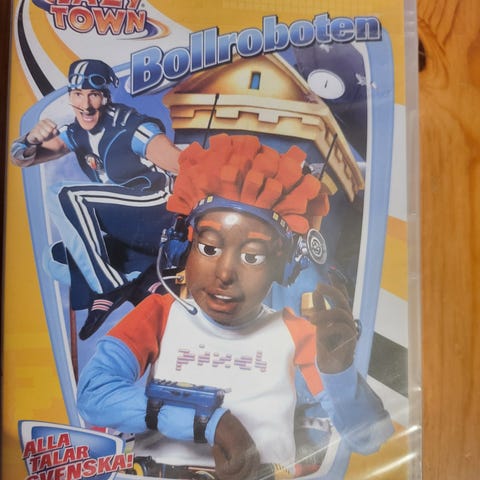 LAZY
TOWN
Bollroboten
pixel
ALLA
TALAR
SVENSKA!